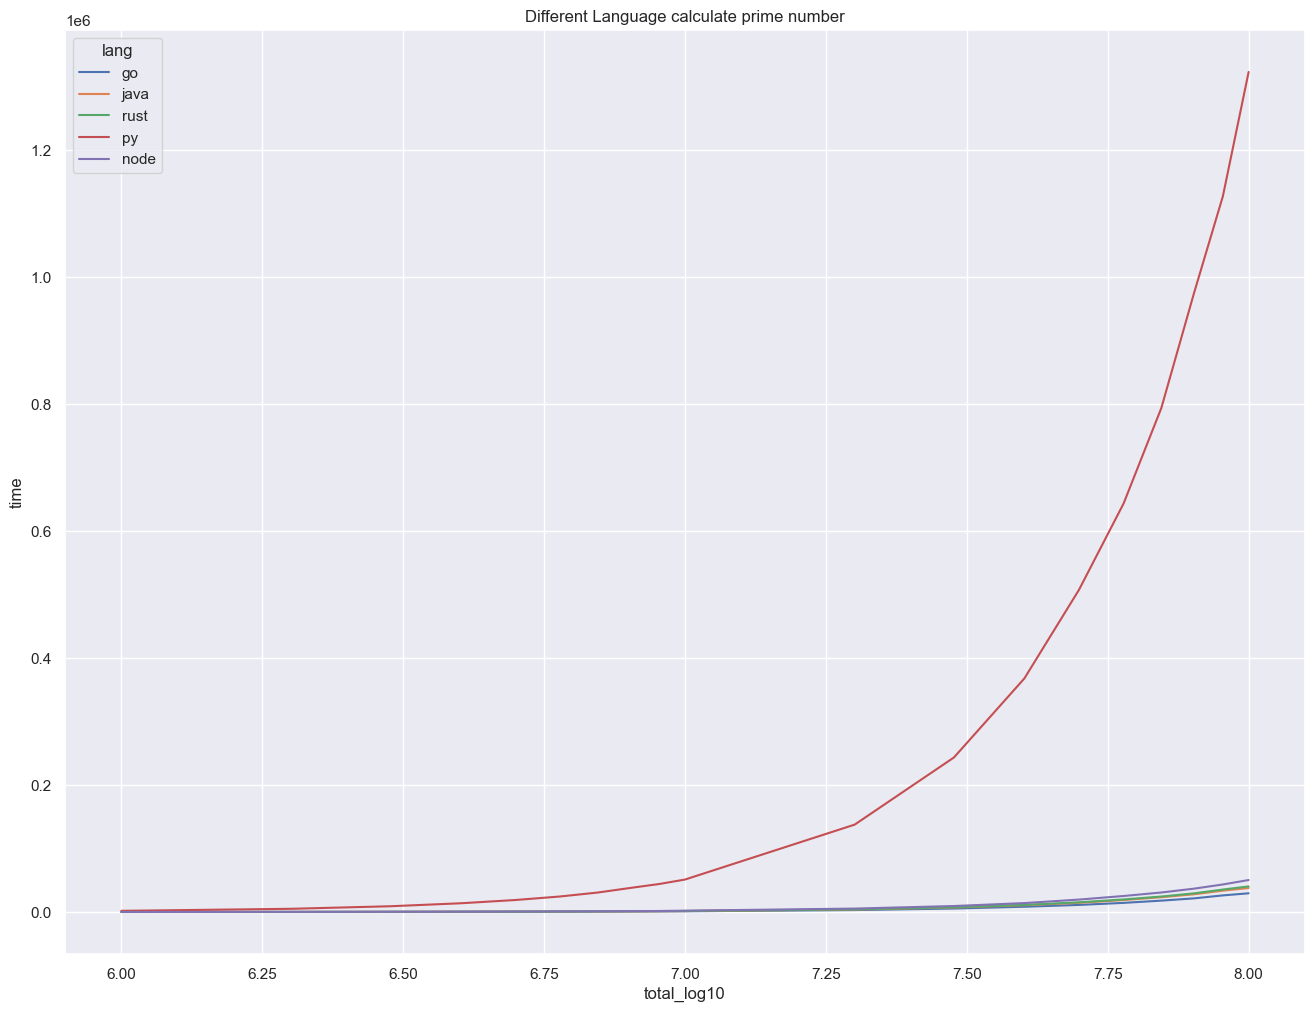 Different Language calculate prime number
1e6
lang
go
java
rust
py
node
1.2
1.0
0.8
0.6
0.4
0.2
0.0
time
6.00 6.25 6.50 6.75 7.00 7.25 7.50 7.75 8.00
total_log10